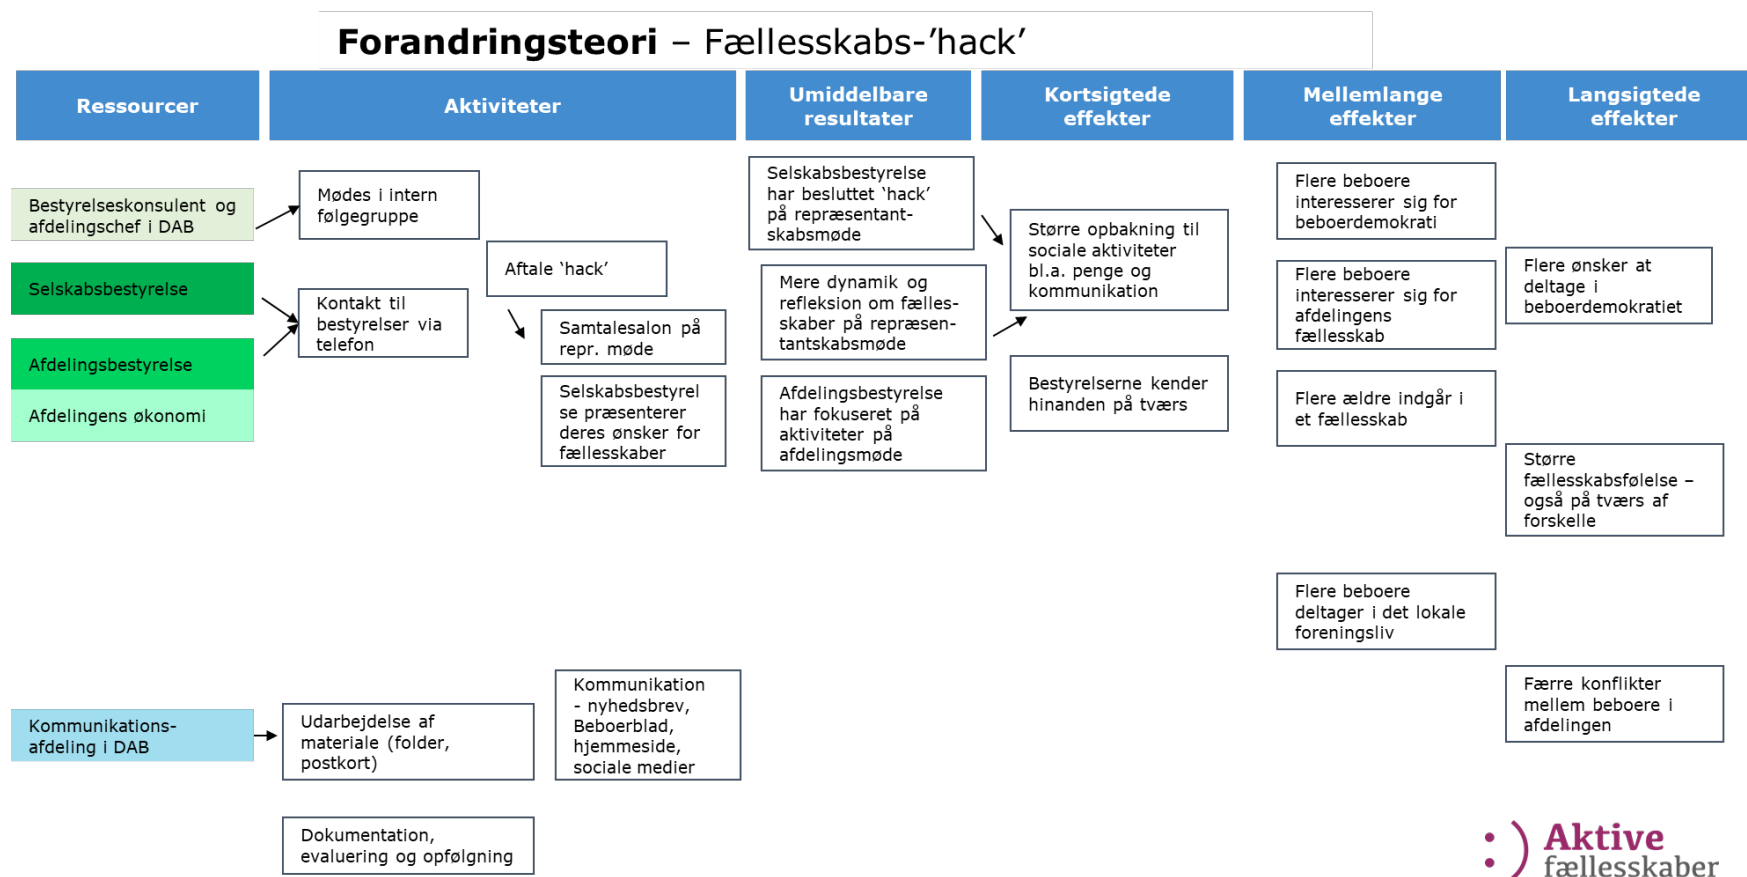 Forandringsteori – Fællesskabs-’hack’
Ressourcer
Aktiviteter
Umiddelbare
resultater
Kortsigtede
effekter
Mellemlange
effekter
Langsigtede
effekter
Bestyrelseskonsulent og
afdelingschef i DAB
Selskabsbestyrelse
Afdelingsbestyrelse
Afdelingens økonomi
Kommunikations-
afdeling i DAB
Mødes i intern
følgegruppe
Kontakt til
bestyrelser via
telefon
Aftale ‘hack’
Samtalesalon på
repr. møde
Selskabsbestyrel
se præsenterer
deres ønsker for
fællesskaber
Udarbejdelse af
materiale (folder,
postkort)
Kommunikation
- nyhedsbrev,
Beboerblad,
hjemmeside,
sociale medier
Dokumentation,
evaluering og opfølgning
Selskabsbestyrelse
har besluttet ‘hack’
på repræsentant-
skabsmøde
Mere dynamik og
refleksion om fælles-
skaber på repræsen-
tantskabsmøde
Afdelingsbestyrelse
har fokuseret på
aktiviteter på
afdelingsmøde
Større opbakning til
sociale aktiviteter
bl.a. penge og
kommunikation
Bestyrelserne kender
hinanden på tværs
Flere beboere
interesserer sig for
beboerdemokrati
Flere beboere
interesserer sig for
afdelingens
fællesskab
Flere ældre indgår i
et fællesskab
Flere beboere
deltager i det lokale
foreningsliv
Flere ønsker at
deltage i
beboerdemokratiet
Større
fællesskabsfølelse –
også på tværs af
forskelle
Færre konflikter
mellem beboere i
afdelingen
Aktive
fællesskaber